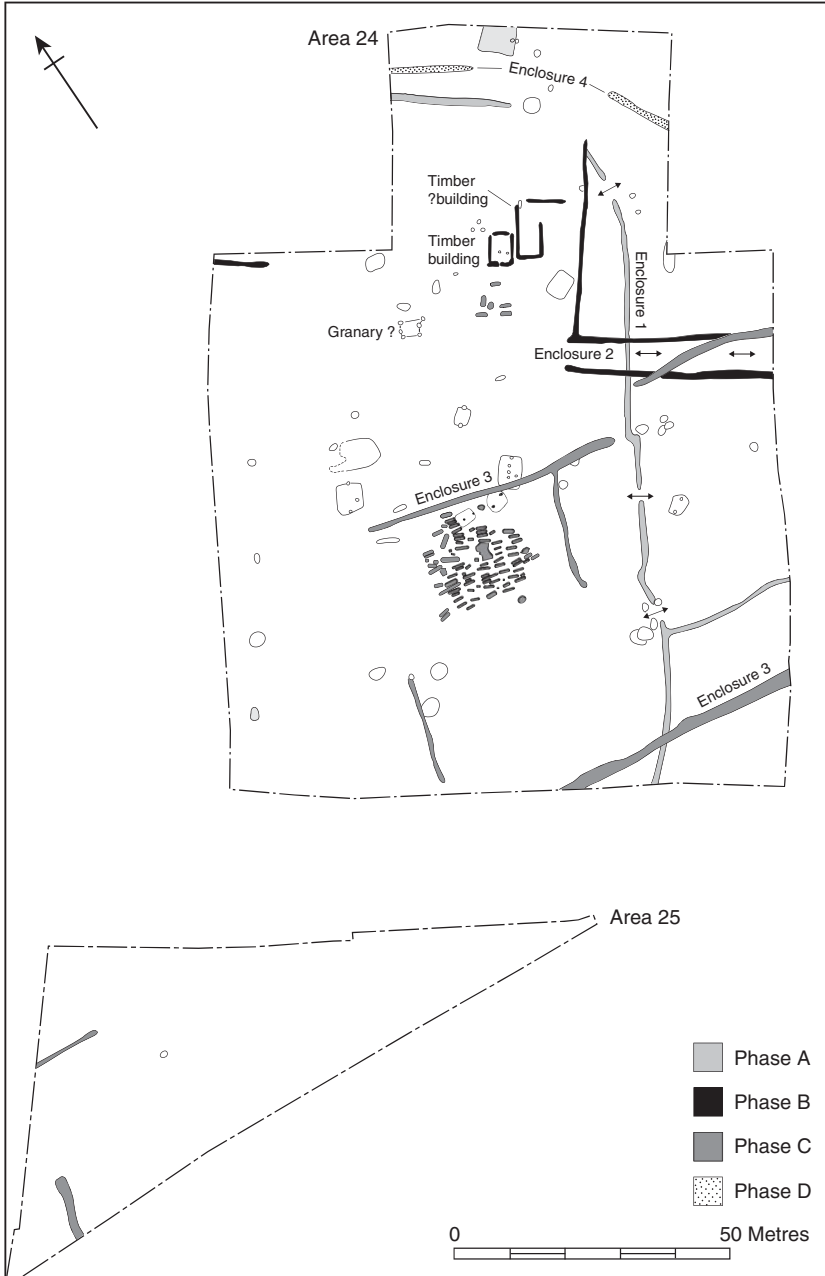 Area 24
Enclosure 4
Timber
?building
Timber
building
Enclosure 1
Granary ?
Enclosure 2
Enclosure 3
Enclosure 3
Area 25
Phase A
Phase B
Phase C
Phase D
0 50 Metres